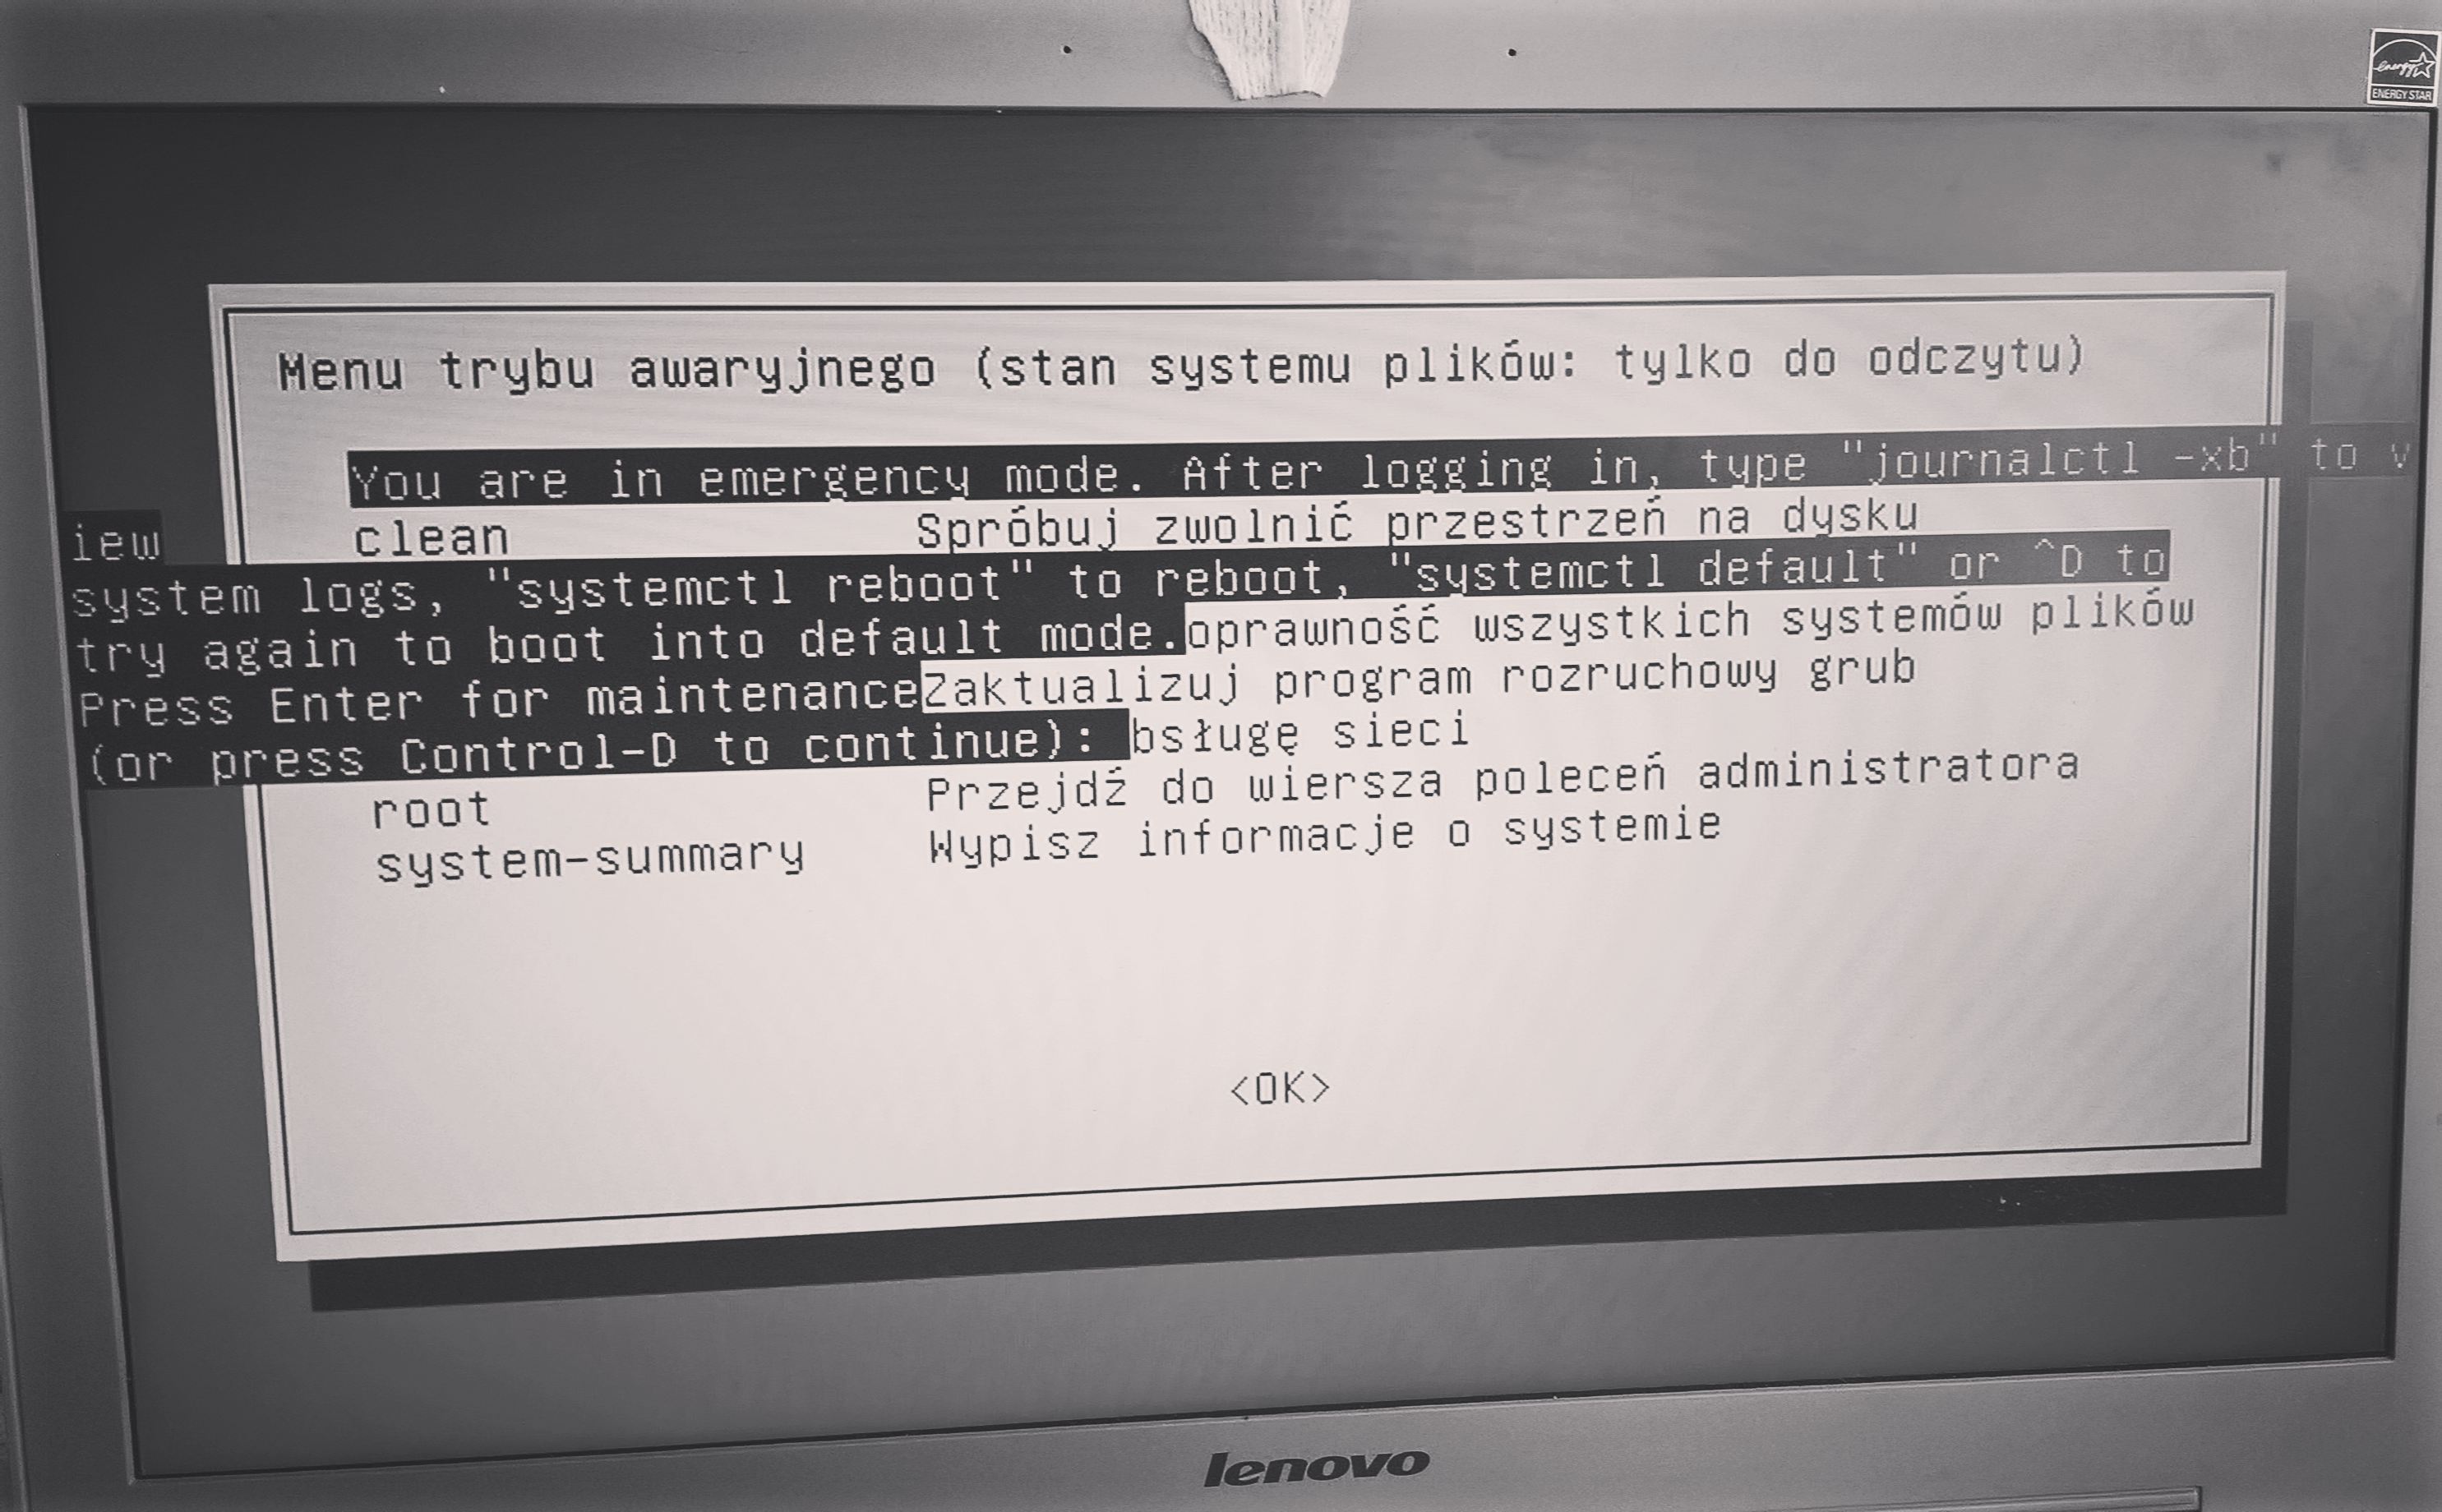 energy
ENERGY STAR
Menu trybu awaryjnego (stan systemu plików: tylko do odczytu)
You are in emergency mode. After logging in, type "journalctl -xb" to v
iew clean Spróbuj zwolnić przestrzeń na dysku
system logs, "systemctl reboot" to reboot, "systemctl default" or ^D to
try again to boot into default mode.oprawność wszystkich systemów plików
Press Enter for maintenanceZaktualizuj program rozruchowy grub
(or press Control-D to continue): bsługę sieci
root Przejdź do wiersza poleceń administratora
system-summary Wypisz informacje o systemie
<OK>
lenovo